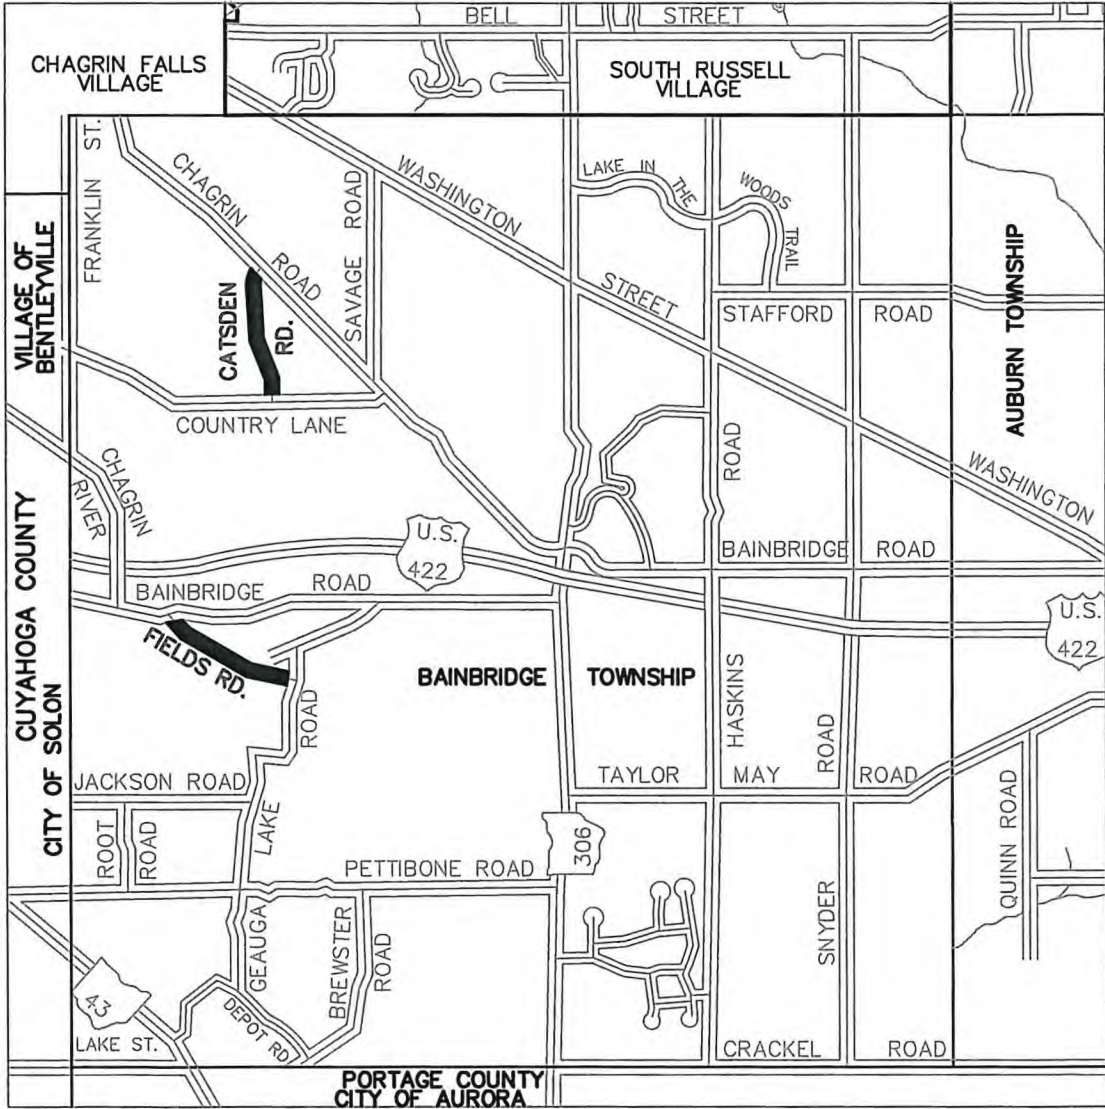 BELL STREET
CHAGRIN FALLS
VILLAGE
SOUTH RUSSELL
VILLAGE
FRANKLIN ST.
CHAGRIN ROAD
SAVAGE ROAD
WASHINGTON STREET
LAKE IN THE WOODS TRAIL
VILLAGE OF
BENTLEYVILLE
CATSDEN
RD.
STAFFORD ROAD
AUBURN TOWNSHIP
COUNTRY LANE
CHAGRIN
RIVER
ROAD
WASHINGTON
U.S.
422
BAINBRIDGE ROAD
BAINBRIDGE ROAD
U.S.
422
FIELDS RD.
CUYAHOGA COUNTY
CITY OF SOLON
BAINBRIDGE TOWNSHIP
HASKINS
ROAD
ROAD
JACKSON ROAD
TAYLOR MAY ROAD
LAKE
ROOT
ROAD
306
QUINN ROAD
PETTIBONE ROAD
SNYDER
GEAUGA
BREWSTER
ROAD
43
DEPOT RD
LAKE ST.
CRACKEL ROAD
PORTAGE COUNTY
CITY OF AURORA